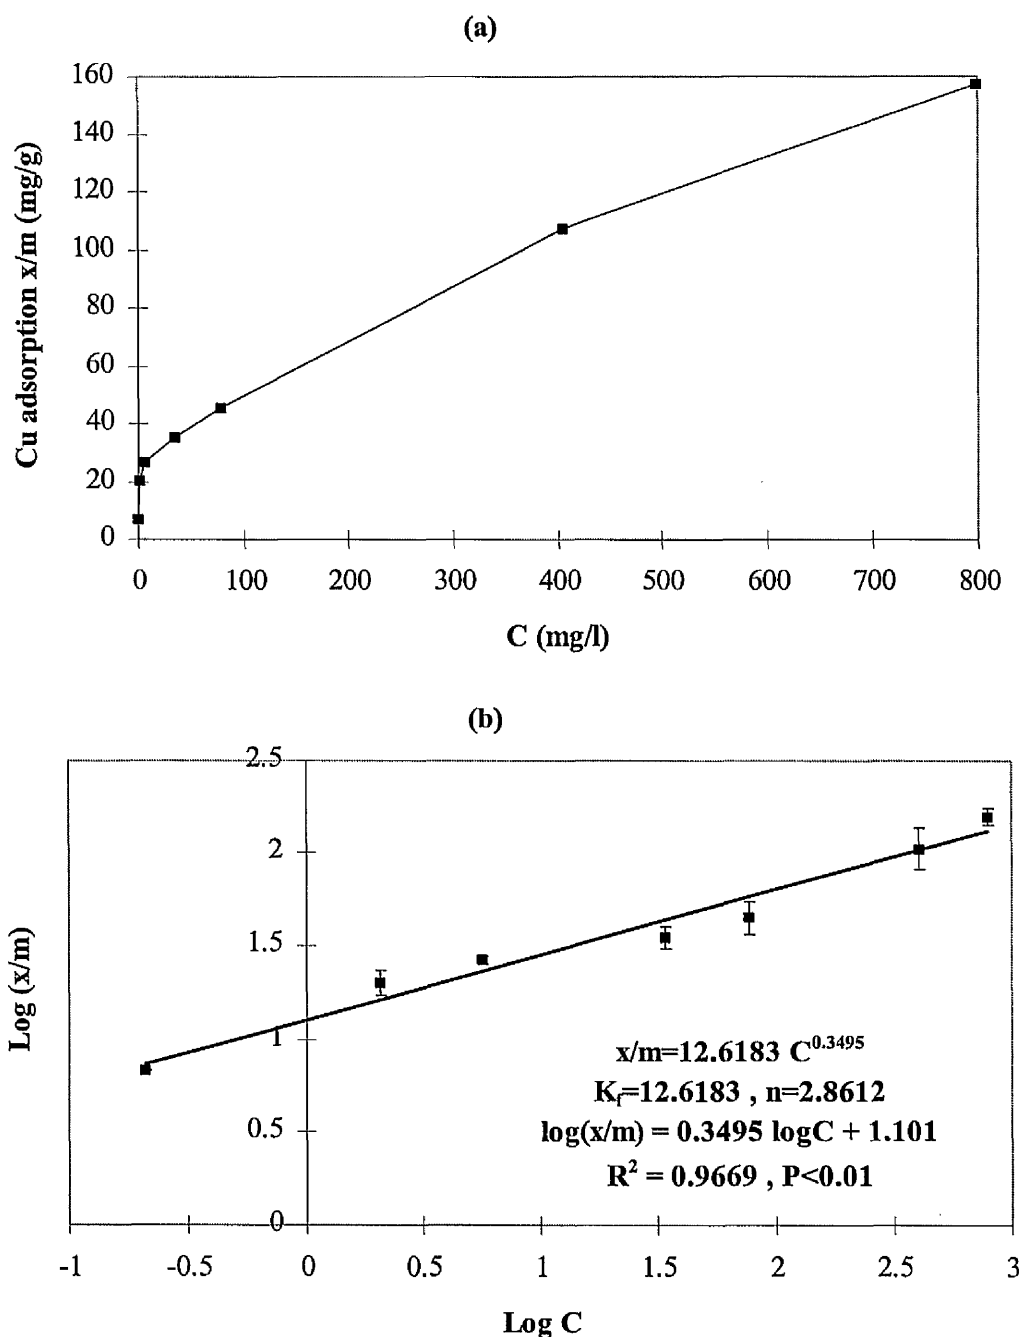 (a)
Cu adsorption x/m (mg/g)
160
140
120
100
80
60
40
20
0
0 100 200 300 400 500 600 700 800
C (mg/l)
(b)
Log (x/m)
2.5
2
1.5
1
0.5
0
x/m=12.6183 C^0.3495
K_f=12.6183 , n=2.8612
log(x/m) = 0.3495 logC + 1.101
R² = 0.9669 , P<0.01
-1 -0.5 0 0.5 1 1.5 2 2.5 3
Log C